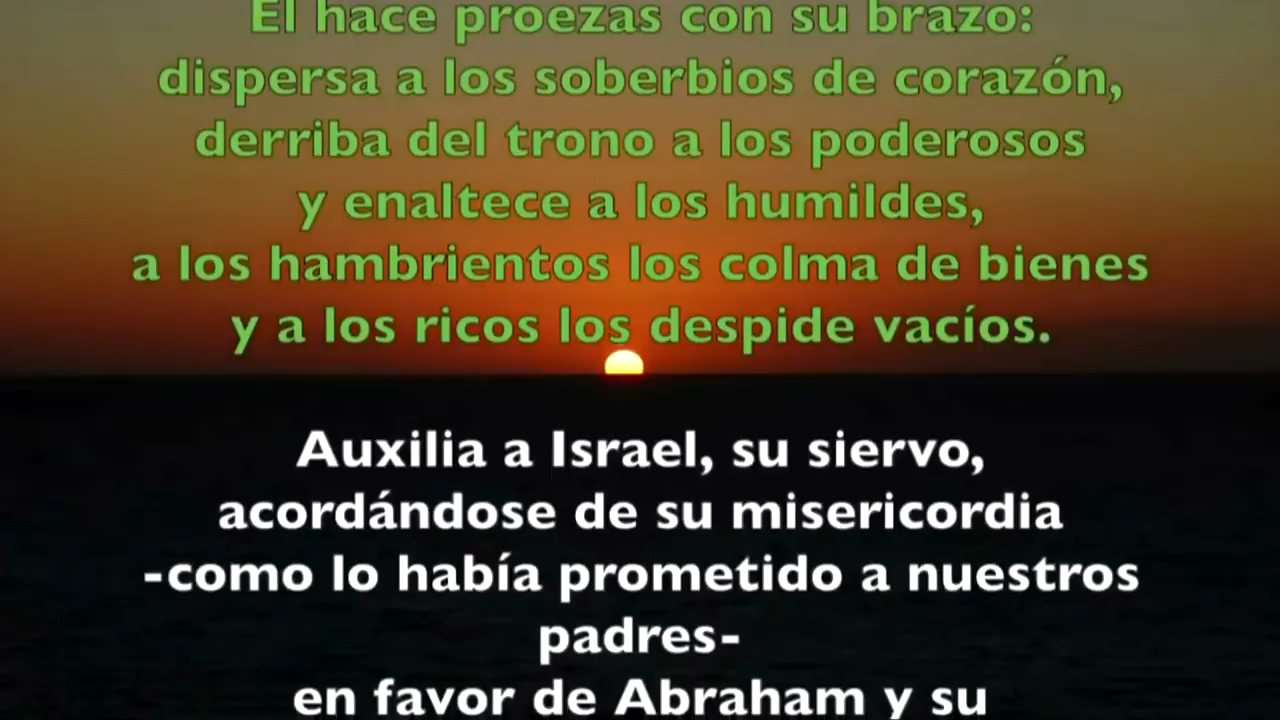 El hace proezas con su brazo:
dispersa a los soberbios de corazón,
derriba del trono a los poderosos
y enaltece a los humildes,
a los hambrientos los colma de bienes
y a los ricos los despide vacíos.
Auxilia a Israel, su siervo,
acordándose de su misericordia
-como lo había prometido a nuestros
padres-
en favor de Abraham y su